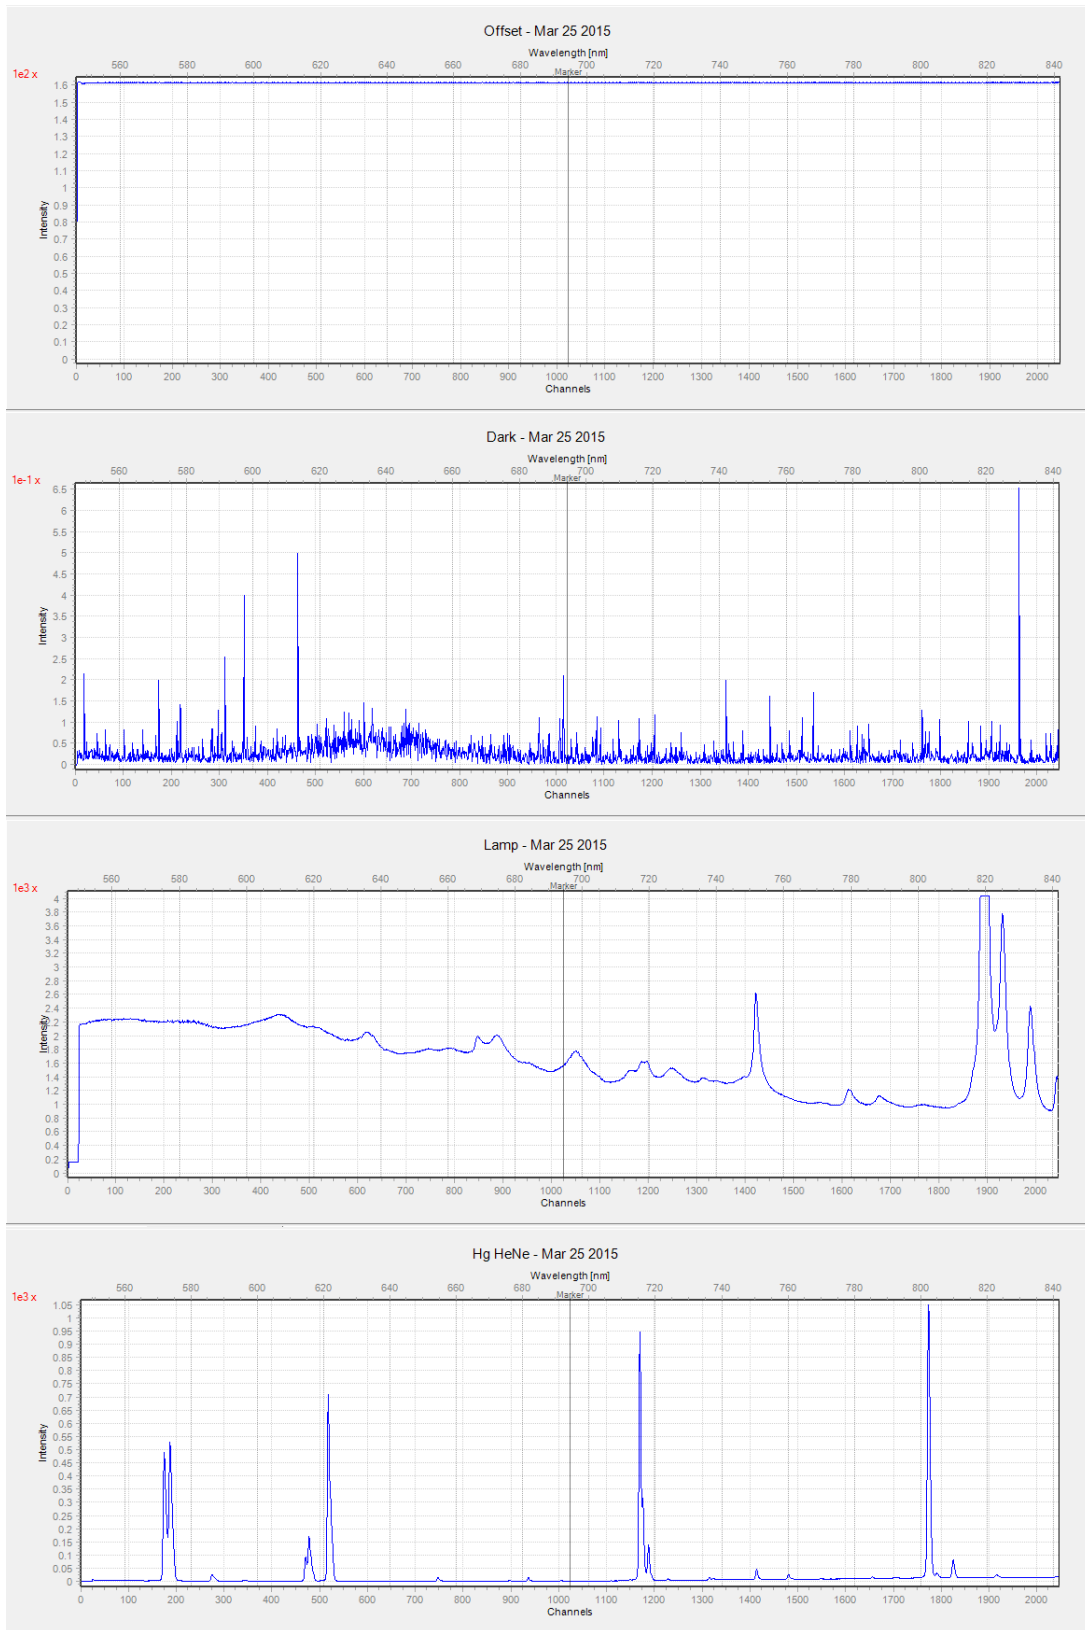 Offset - Mar 25 2015
Wavelength [nm]
560 580 600 620 640 660 680 700 720 740 760 780 800 820 840
Marker
1e2 x
1.6
1.5
1.4
1.3
1.2
1.1
1
0.9
0.8
0.7
0.6
0.5
0.4
0.3
0.2
0.1
0
Intensity
0 100 200 300 400 500 600 700 800 900 1000 1100 1200 1300 1400 1500 1600 1700 1800 1900 2000
Channels
Dark - Mar 25 2015
Wavelength [nm]
560 580 600 620 640 660 680 700 720 740 760 780 800 820 840
Marker
1e-1 x
6.5
6
5.5
5
4.5
4
3.5
3
2.5
2
1.5
1
0.5
0
Intensity
0 100 200 300 400 500 600 700 800 900 1000 1100 1200 1300 1400 1500 1600 1700 1800 1900 2000
Channels
Lamp - Mar 25 2015
Wavelength [nm]
560 580 600 620 640 660 680 700 720 740 760 780 800 820 840
Marker
1e3 x
4
3.8
3.6
3.4
3.2
3
2.8
2.6
2.4
2.2
2
1.8
1.6
1.4
1.2
1
0.8
0.6
0.4
0.2
0
Intensity
0 100 200 300 400 500 600 700 800 900 1000 1100 1200 1300 1400 1500 1600 1700 1800 1900 2000
Channels
Hg HeNe - Mar 25 2015
Wavelength [nm]
560 580 600 620 640 660 680 700 720 740 760 780 800 820 840
Marker
1e3 x
1.05
1
0.95
0.9
0.85
0.8
0.75
0.7
0.65
0.6
0.55
0.5
0.45
0.4
0.35
0.3
0.25
0.2
0.15
0.1
0.05
0
Intensity
0 100 200 300 400 500 600 700 800 900 1000 1100 1200 1300 1400 1500 1600 1700 1800 1900 2000
Channels